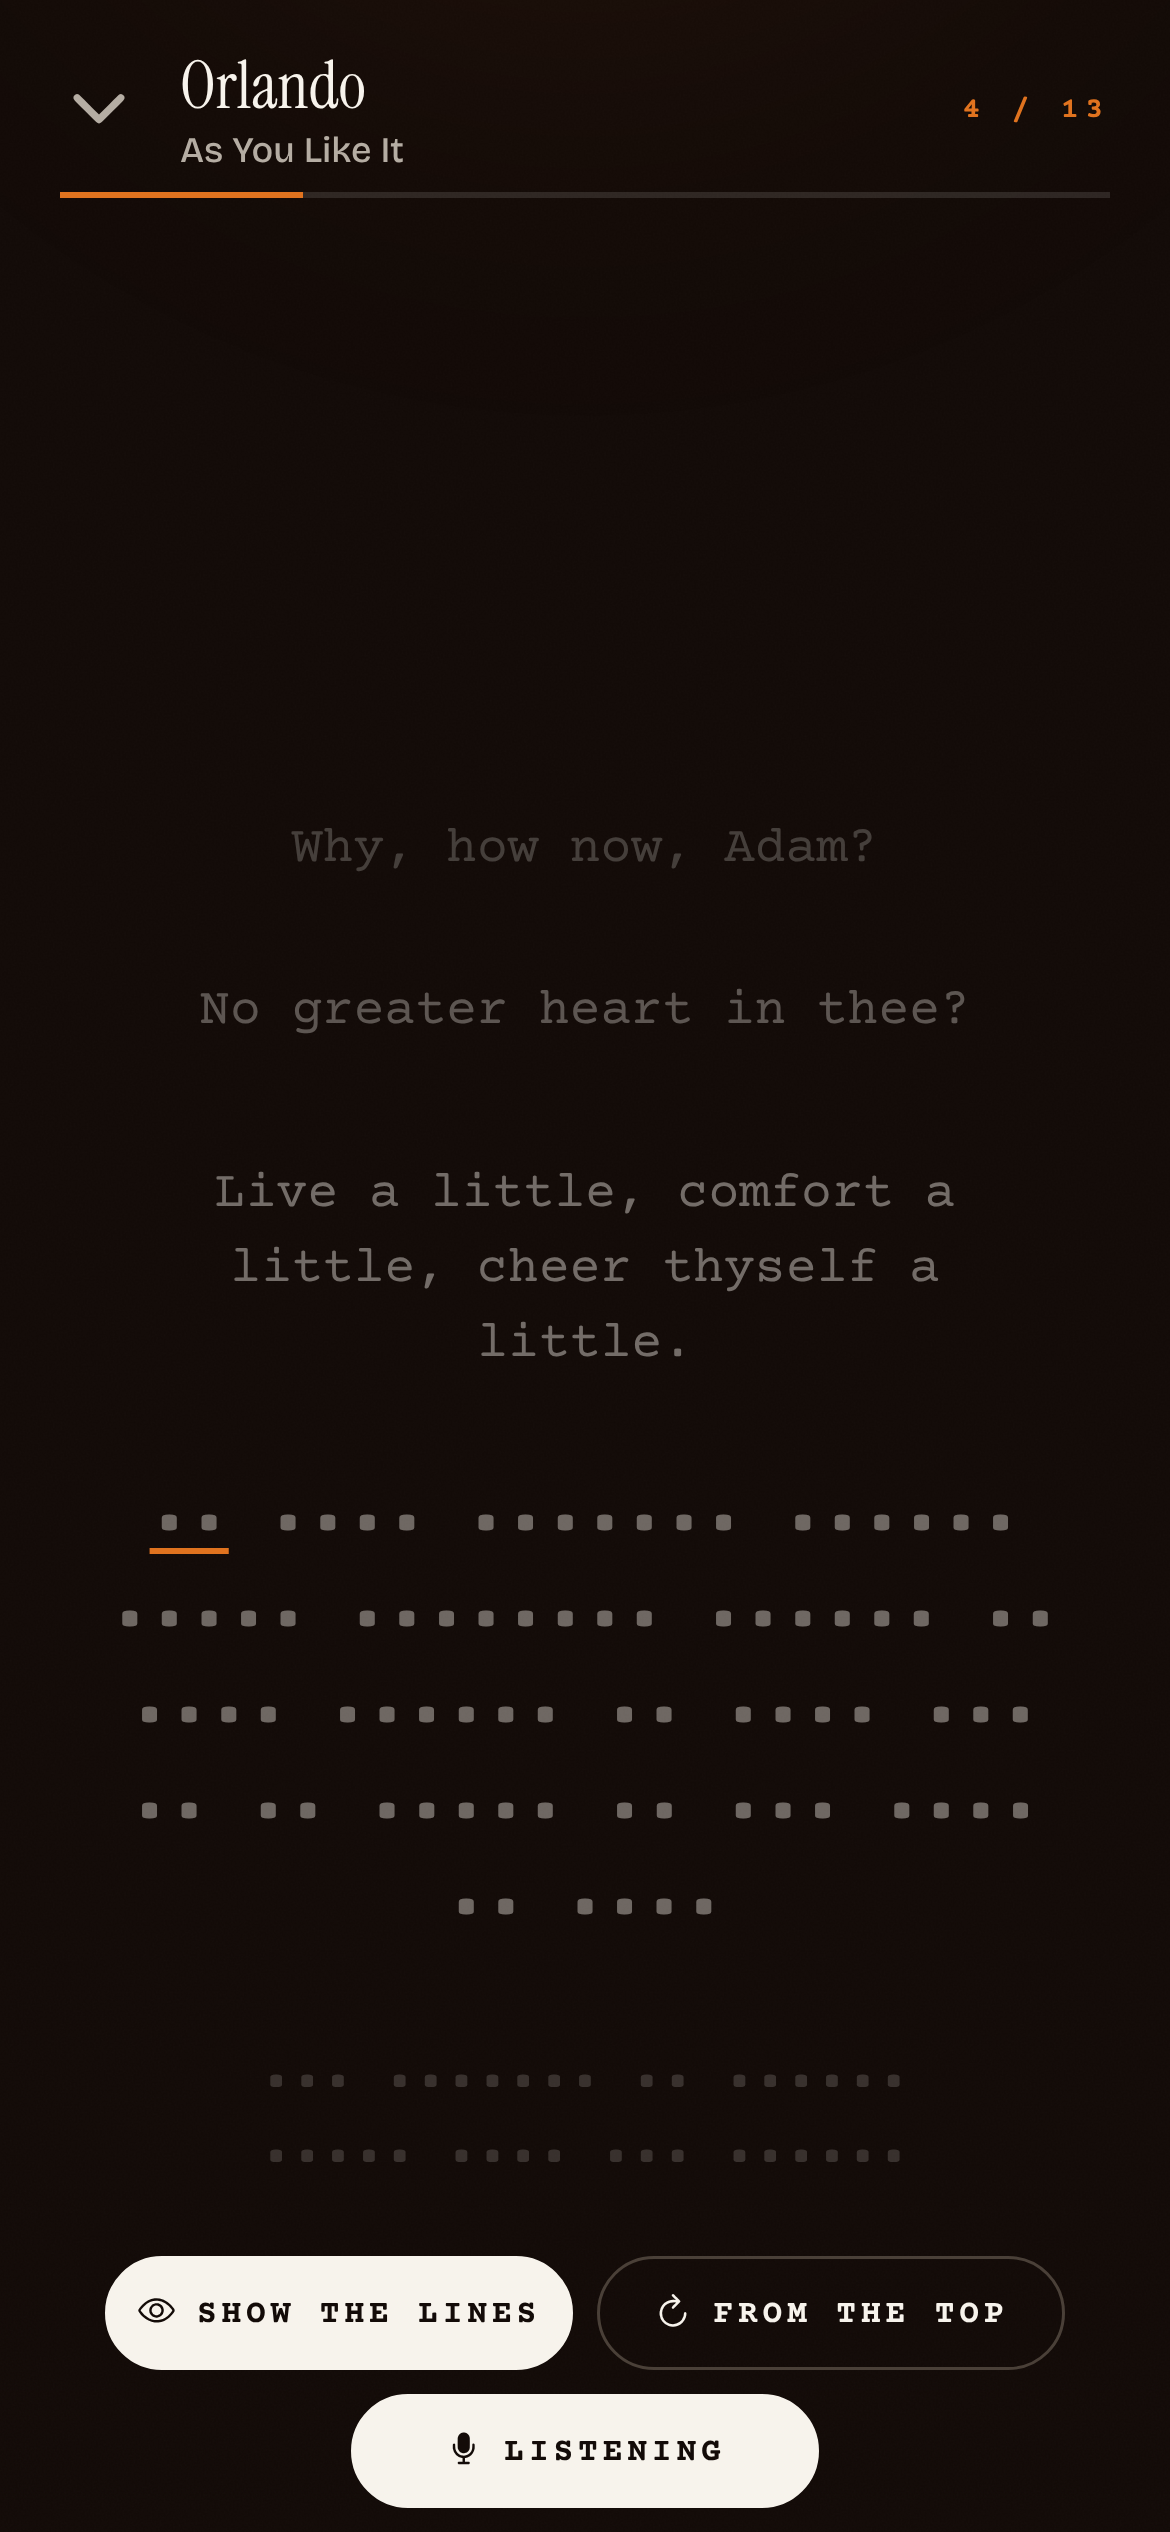 Orlando
As You Like It
4 / 13
Why, how now, Adam?
No greater heart in thee?
Live a little, comfort a
little, cheer thyself a
little.
SHOW THE LINES
FROM THE TOP
LISTENING